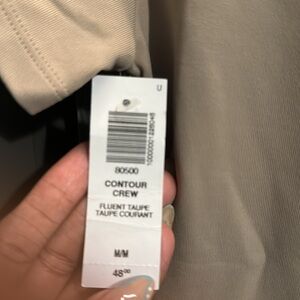 U
80500
CONTOUR
CREW
FLUENT TAUPE
TAUPE COURANT
M/M
48.00